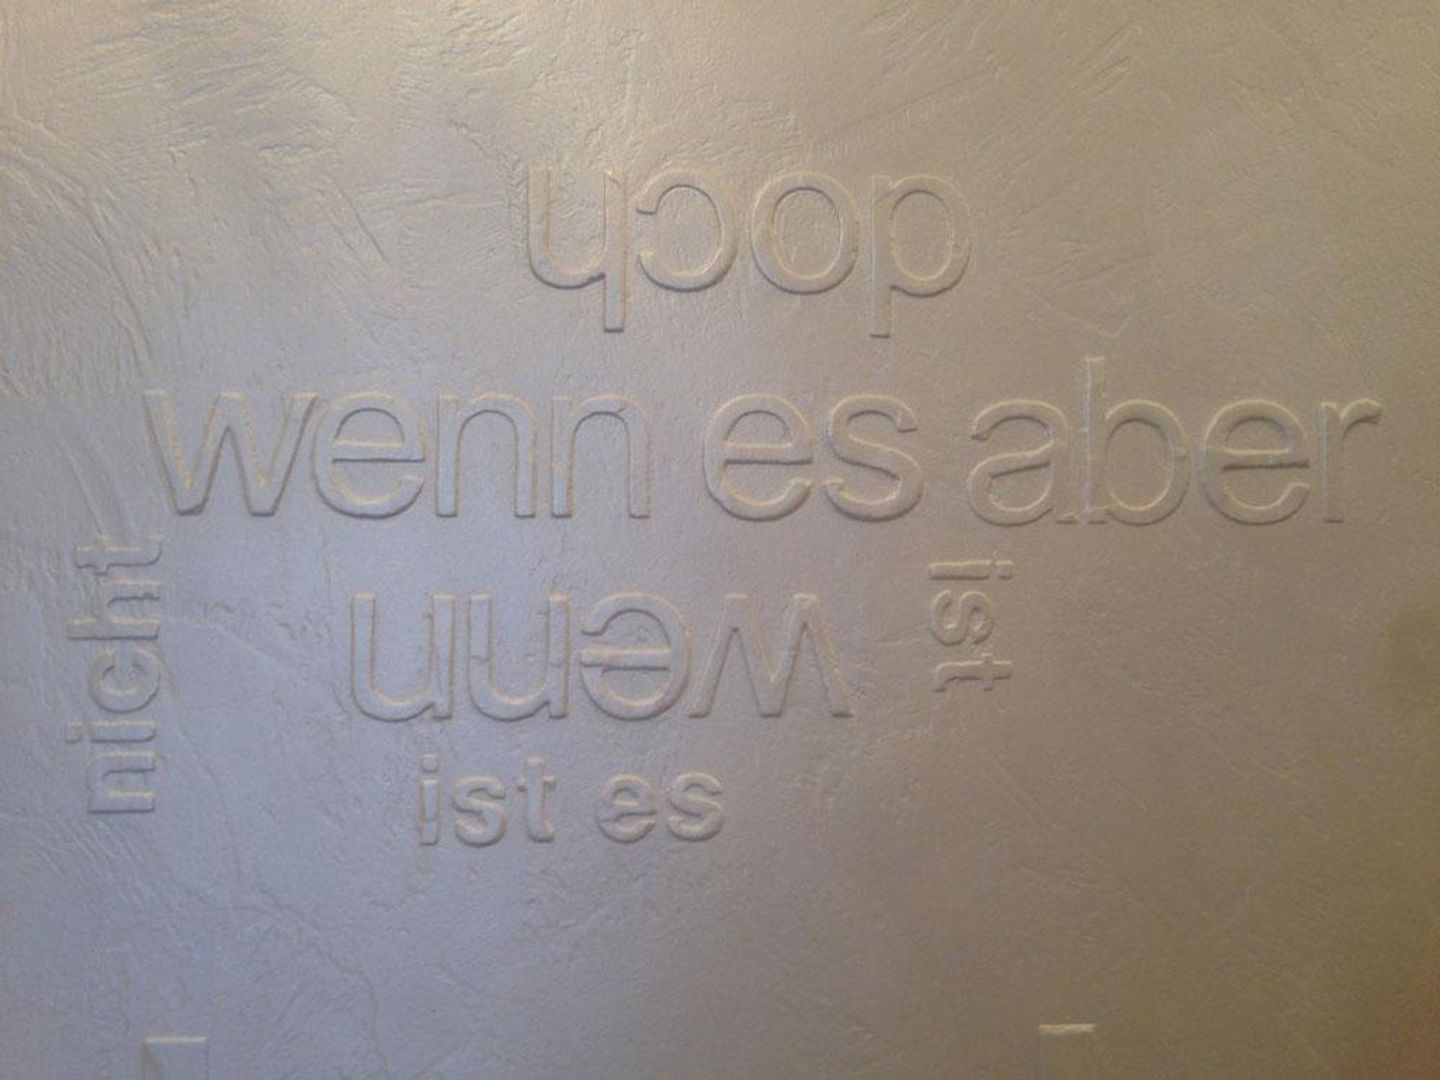 doch
wenn es aber
nicht
wenn
ist
ist es